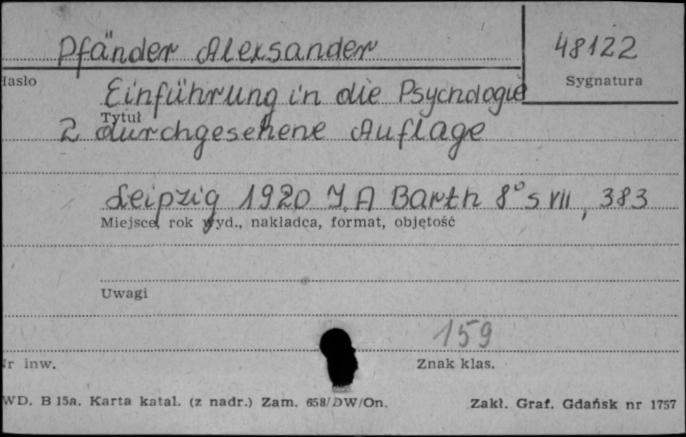 Pfänder Aleksander
48122
Hasło
Sygnatura
Einführung in die Psychologie
Tytuł
2 durchgesehene Auflage
Leipzig 1920 J. A Barth 8° s VII, 383
Miejsce, rok wyd., nakładca, format, objętość
Uwagi
159
Nr inw.
Znak klas.
WD. B 15a. Karta katal. (z nadr.) Zam. 658/DW/On.
Zakł. Graf. Gdańsk nr 1757